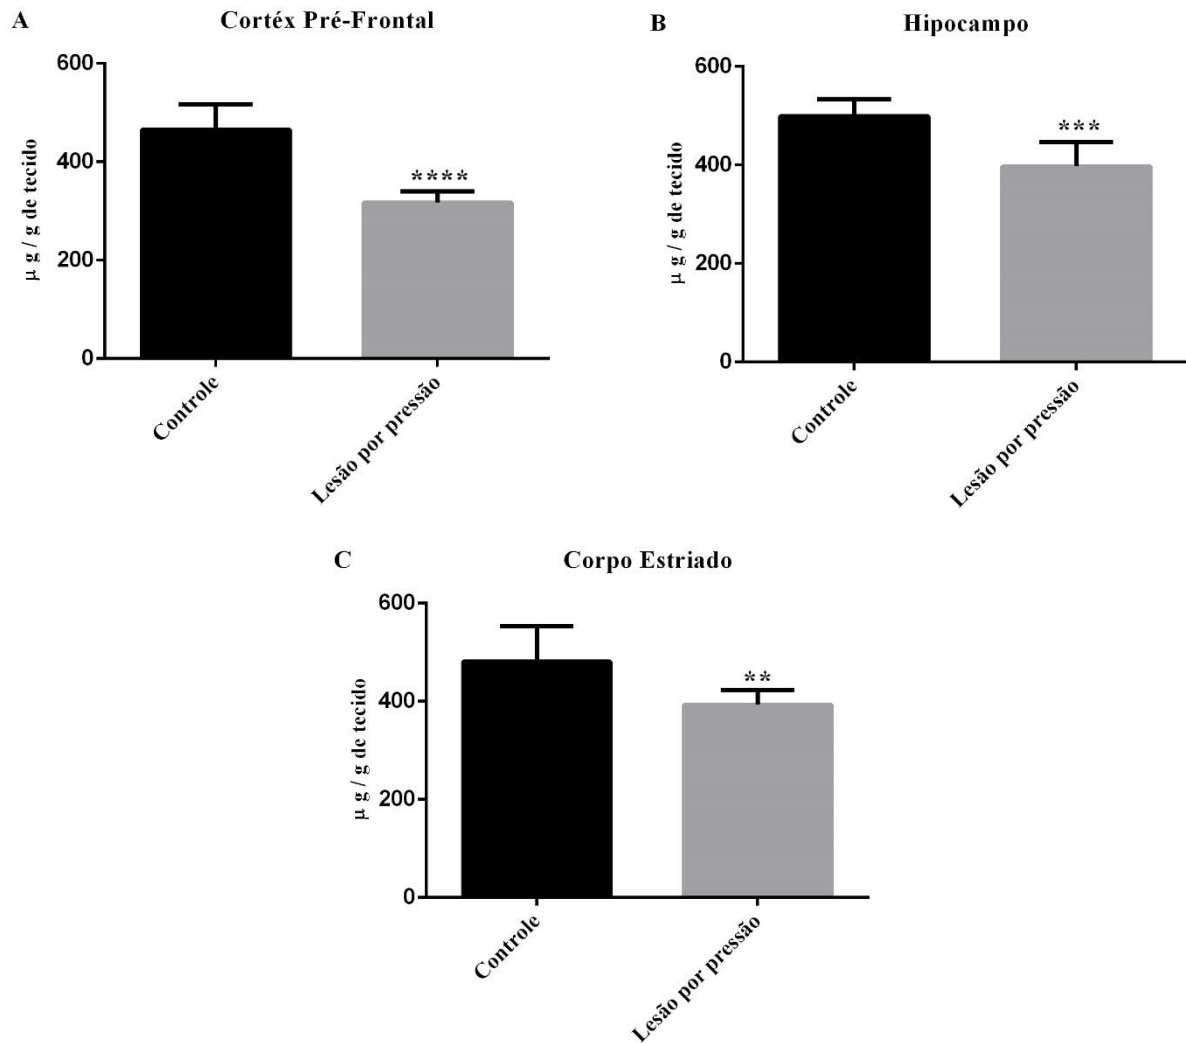 A
Cortéx Pré-Frontal
600
400
200
0
µ g / g de tecido
****
Controle
Lesão por pressão
B
Hipocampo
600
400
200
0
µ g / g de tecido
***
Controle
Lesão por pressão
C
Corpo Estriado
600
400
200
0
µ g / g de tecido
**
Controle
Lesão por pressão